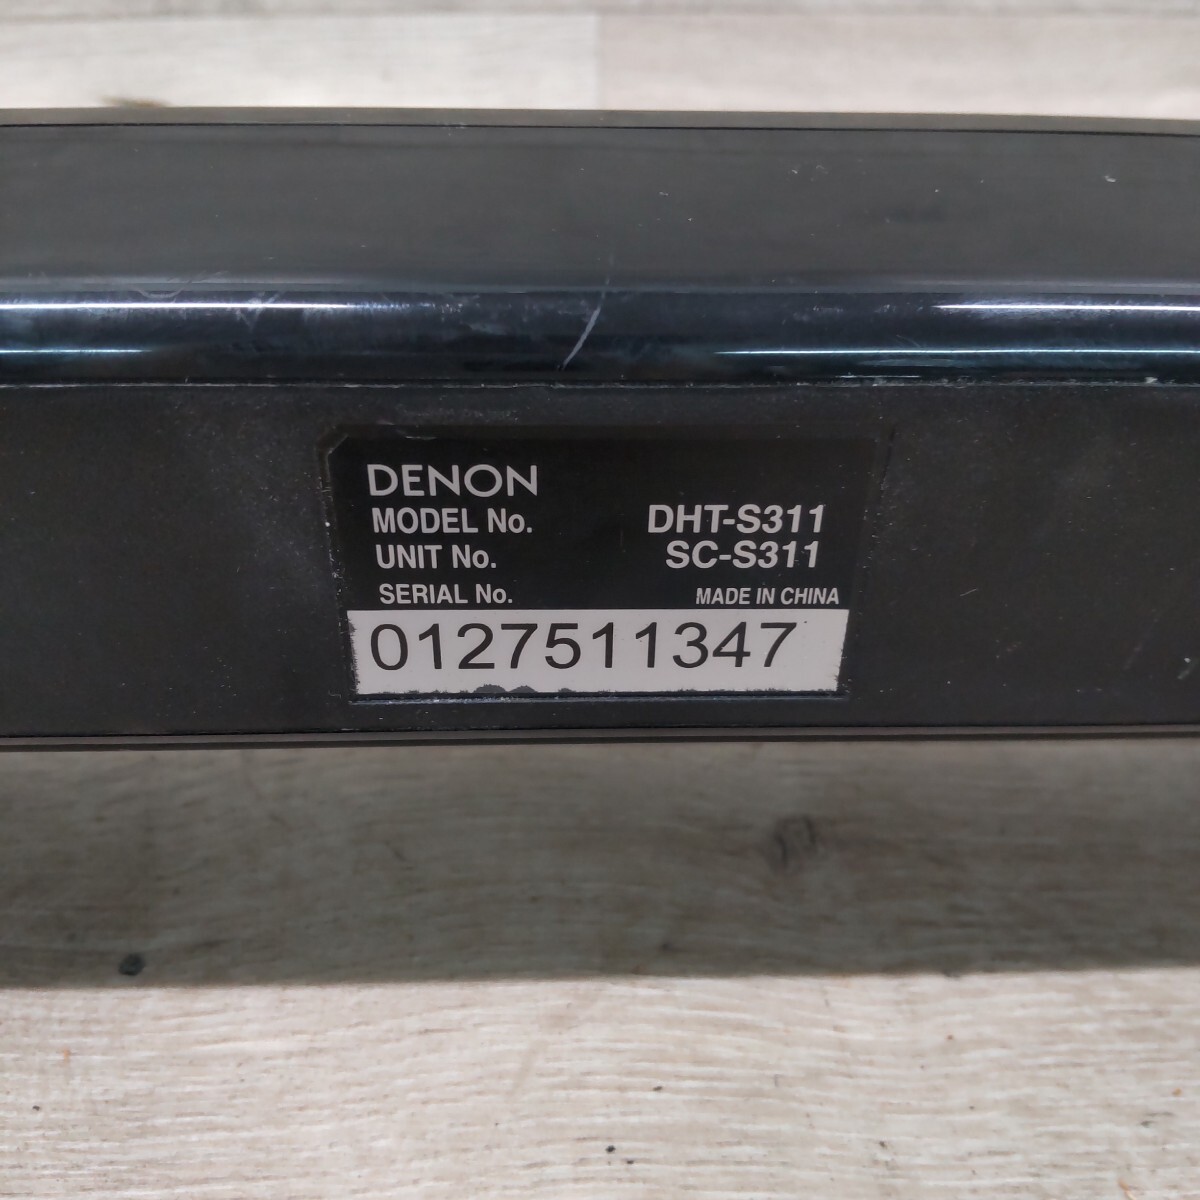 DENON
MODEL No. DHT-S311
UNIT No. SC-S311
SERIAL No. MADE IN CHINA
0127511347